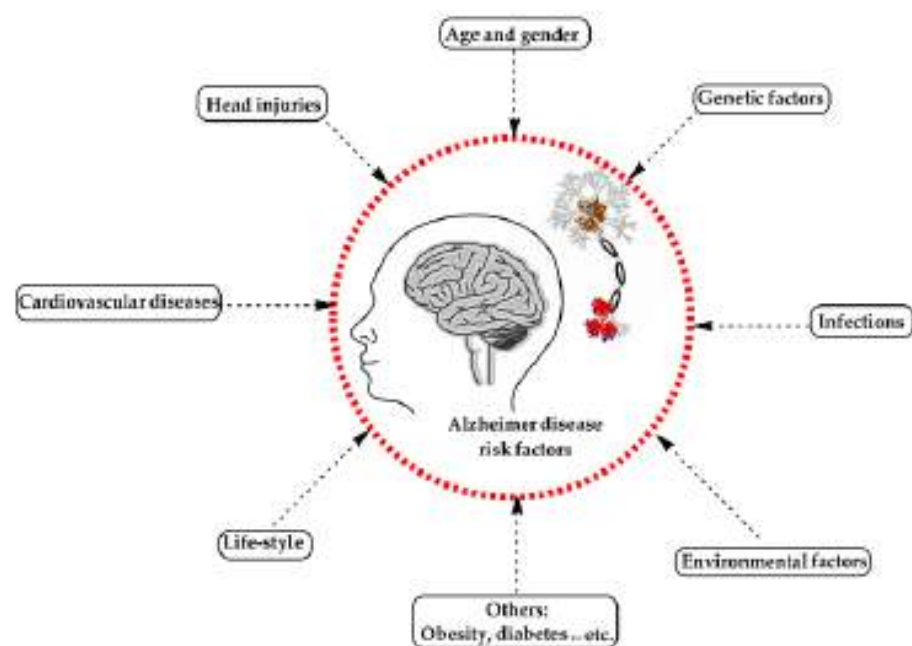 Age and gender
Head injuries
Genetic factors
Cardiovascular diseases
Infections
Alzheimer disease
risk factors
Life-style
Environmental factors
Others:
Obesity, diabetes ... etc.